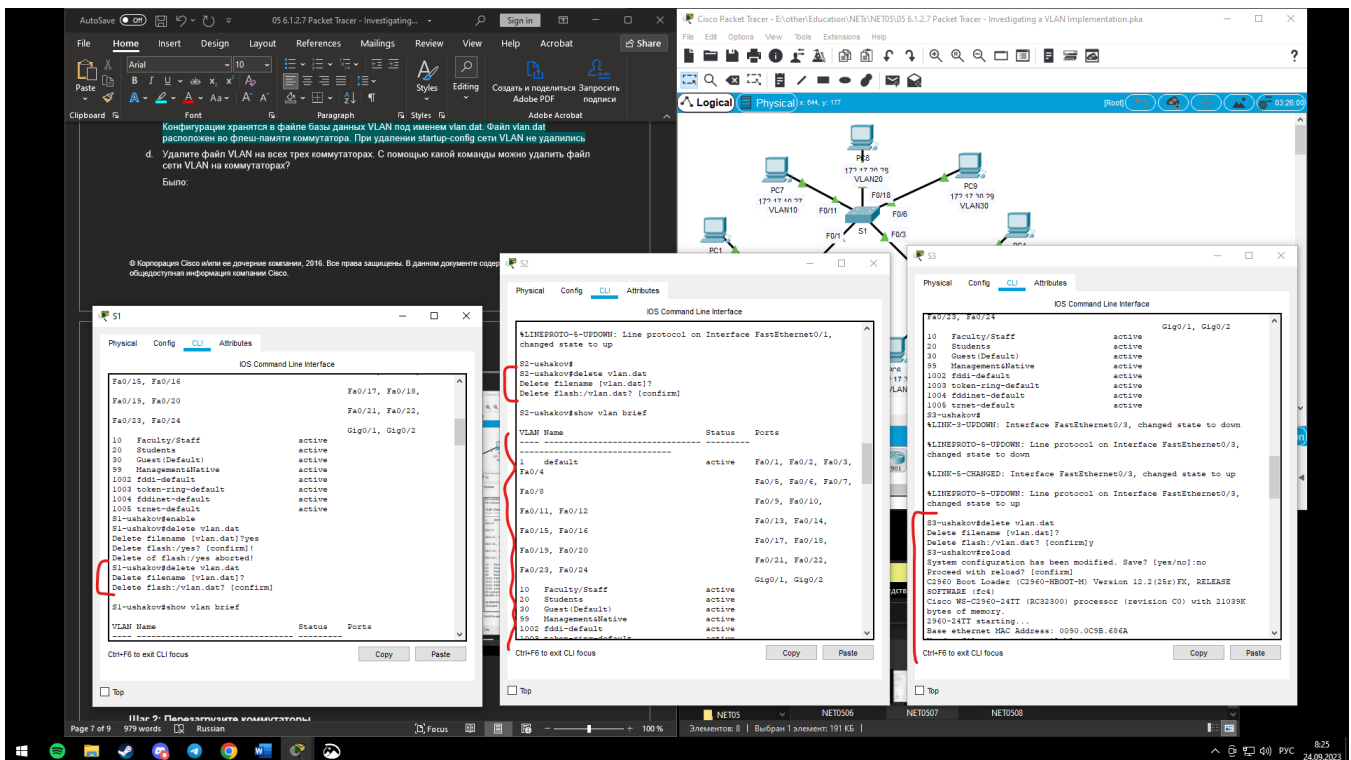 AutoSave Off 05 6.1.2.7 Packet Tracer - Investigating... Sign in
File Home Insert Design Layout References Mailings Review View Help Acrobat Share
Paste
Arial 10
Styles
Editing
Создать и поделиться Adobe PDF
Запросить подписи
Clipboard Font Paragraph Styles Adobe Acrobat
Конфигурации хранятся в файле базы данных VLAN под именем vlan.dat. Файл vlan.dat
расположен во флеш-памяти коммутатора. При удалении startup-config сети VLAN не удалились
d. Удалите файл VLAN на всех трех коммутаторах. С помощью какой команды можно удалить файл
сети VLAN на коммутаторах?
Было:
© Корпорация Cisco и/или ее дочерние компании, 2016. Все права защищены. В данном документе
общедоступная информация компании Cisco.
Шаг 2: Перезагрузите коммутаторы
Page 7 of 9 979 words Russian Focus 100%
Cisco Packet Tracer - E:\other\Education\NETs\NET05\05 6.1.2.7 Packet Tracer - Investigating a VLAN Implementation.pka
File Edit Options View Tools Extensions Help
Logical Physical x: 644, y: 177 [Root] 03:26:00
PC8
172.17.20.28
VLAN20
PC7
172.17.10.27
VLAN10
PC9
172.17.30.29
VLAN30
F0/18
F0/11
F0/6
S1
F0/1
F0/3
PC1
S1
Physical Config CLI Attributes
IOS Command Line Interface
Fa0/15, Fa0/16
Fa0/17, Fa0/18,
Fa0/19, Fa0/20
Fa0/21, Fa0/22,
Fa0/23, Fa0/24
Gig0/1, Gig0/2
10 Faculty/Staff active
20 Students active
30 Guest(Default) active
99 Management&Native active
1002 fddi-default active
1003 token-ring-default active
1004 fddinet-default active
1005 trnet-default active
S1-ushakov#enable
S1-ushakov#delete vlan.dat
Delete filename [vlan.dat]?yes
Delete flash:/yes? [confirm]!
Delete of flash:/yes aborted!
S1-ushakov#delete vlan.dat
Delete filename [vlan.dat]?
Delete flash:/vlan.dat? [confirm]
S1-ushakov#show vlan brief
VLAN Name Status Ports
---- -------------------------------- ---------
Ctrl+F6 to exit CLI focus Copy Paste
Top
S2
Physical Config CLI Attributes
IOS Command Line Interface
%LINEPROTO-5-UPDOWN: Line protocol on Interface FastEthernet0/1,
changed state to up
S2-ushakov#
S2-ushakov#delete vlan.dat
Delete filename [vlan.dat]?
Delete flash:/vlan.dat? [confirm]
S2-ushakov#show vlan brief
VLAN Name Status Ports
---- -------------------------------- ---------
-------------------------------
1 default active Fa0/1, Fa0/2, Fa0/3,
Fa0/4
Fa0/5, Fa0/6, Fa0/7,
Fa0/8
Fa0/9, Fa0/10,
Fa0/11, Fa0/12
Fa0/13, Fa0/14,
Fa0/15, Fa0/16
Fa0/17, Fa0/18,
Fa0/19, Fa0/20
Fa0/21, Fa0/22,
Fa0/23, Fa0/24
Gig0/1, Gig0/2
10 Faculty/Staff active
20 Students active
30 Guest(Default) active
99 Management&Native active
1002 fddi-default active
1003 token-ring-default active
Ctrl+F6 to exit CLI focus Copy Paste
Top
S3
Physical Config CLI Attributes
IOS Command Line Interface
Fa0/23, Fa0/24
Gig0/1, Gig0/2
10 Faculty/Staff active
20 Students active
30 Guest(Default) active
99 Management&Native active
1002 fddi-default active
1003 token-ring-default active
1004 fddinet-default active
1005 trnet-default active
S3-ushakov#
%LINK-3-UPDOWN: Interface FastEthernet0/3, changed state to down
%LINEPROTO-5-UPDOWN: Line protocol on Interface FastEthernet0/3,
changed state to down
%LINK-5-CHANGED: Interface FastEthernet0/3, changed state to up
%LINEPROTO-5-UPDOWN: Line protocol on Interface FastEthernet0/3,
changed state to up
S3-ushakov#delete vlan.dat
Delete filename [vlan.dat]?
Delete flash:/vlan.dat? [confirm]y
S3-ushakov#reload
System configuration has been modified. Save? [yes/no]:no
Proceed with reload? [confirm]
C2960 Boot Loader (C2960-HBOOT-M) Version 12.2(25r)FX, RELEASE
SOFTWARE (fc4)
Cisco WS-C2960-24TT (RC32300) processor (revision C0) with 21039K
bytes of memory.
2960-24TT starting...
Base ethernet MAC Address: 0090.0C9B.686A
Ctrl+F6 to exit CLI focus Copy Paste
Top
NET05 NET0506 NET0507 NET0508
Элементов: 8 Выбран 1 элемент: 191 КБ
РУС 8:25
24.09.2023